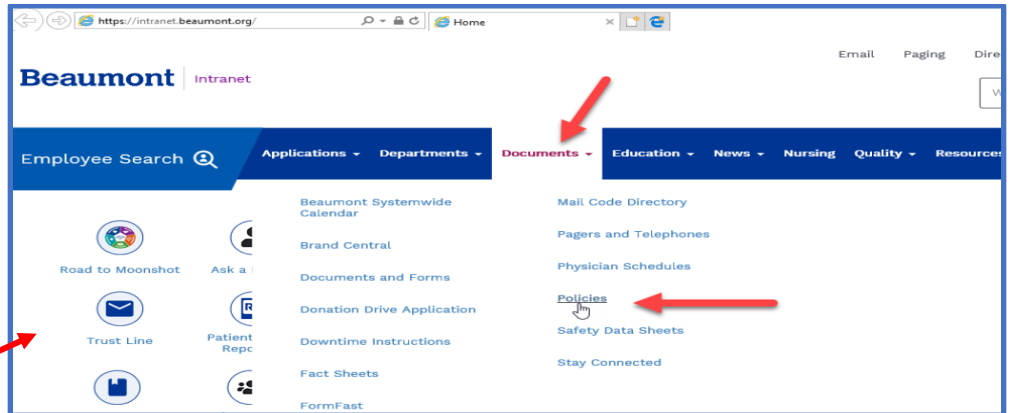 https://intranet.beaumont.org/
Home
Email Paging
Beaumont Intranet
Employee Search
Applications Departments Documents Education News Nursing Quality Resources
Beaumont Systemwide
Calendar
Brand Central
Documents and Forms
Donation Drive Application
Downtime Instructions
Fact Sheets
FormFast
Mail Code Directory
Pagers and Telephones
Physician Schedules
Policies
Safety Data Sheets
Stay Connected
Road to Moonshot
Ask a
Trust Line
Patient